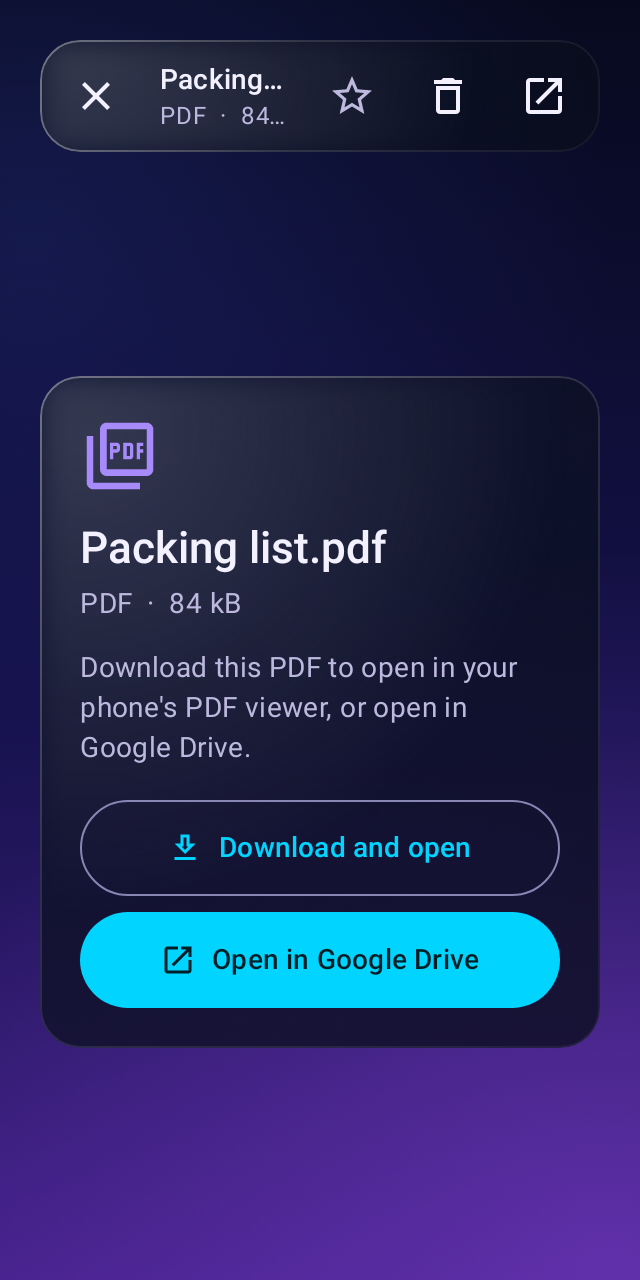 Packing…
PDF · 84…
PDF
Packing list.pdf
PDF · 84 kB
Download this PDF to open in your
phone's PDF viewer, or open in
Google Drive.
Download and open
Open in Google Drive